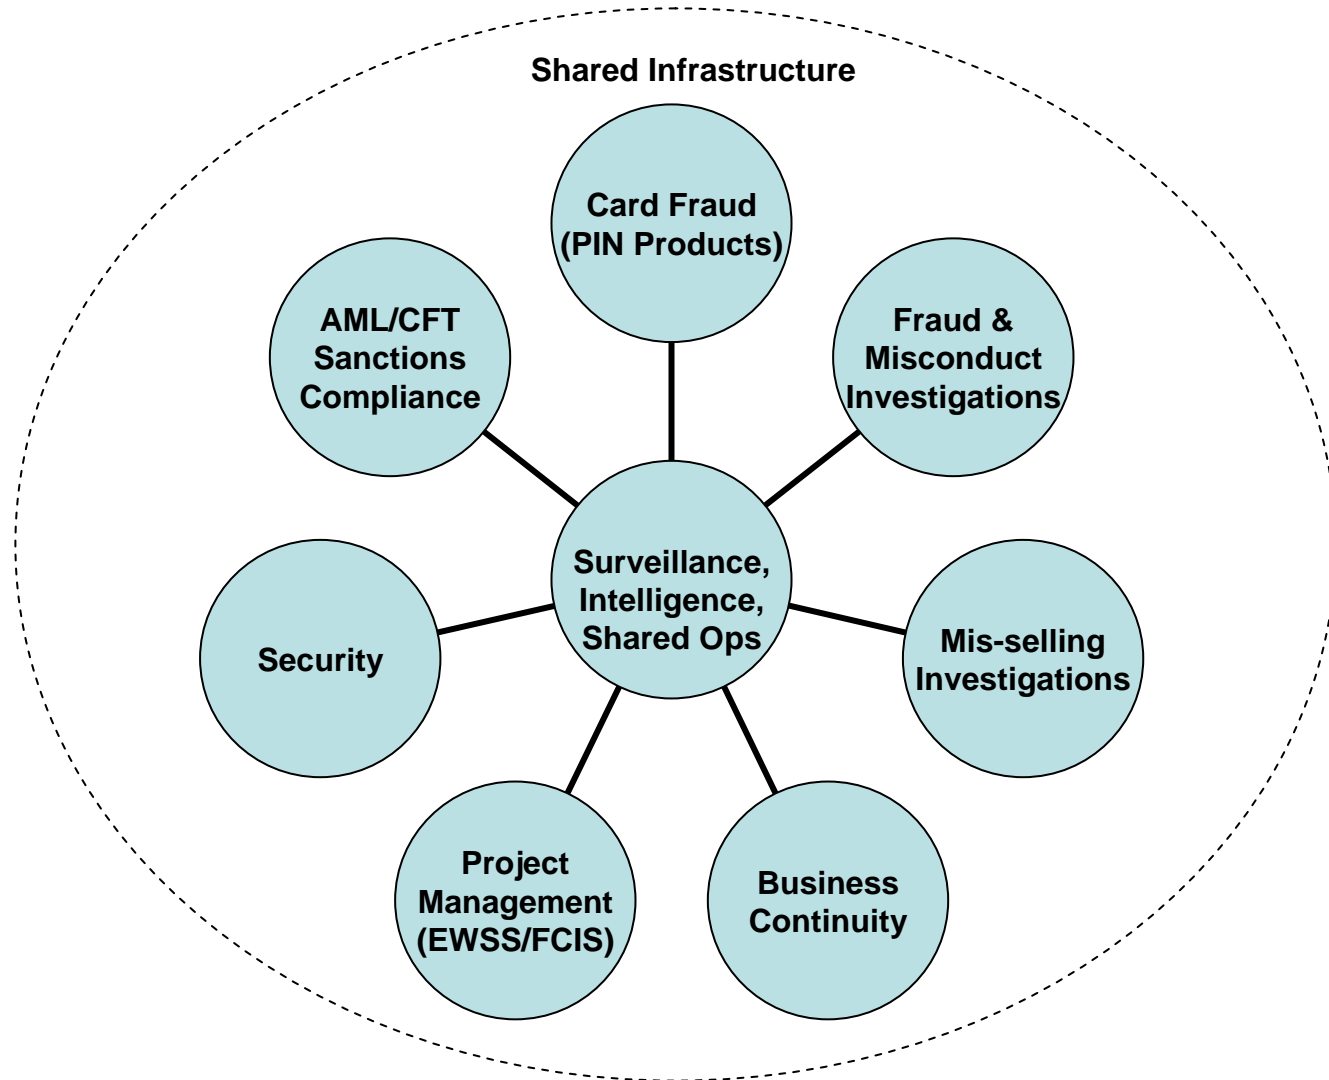 Shared Infrastructure
Card Fraud
(PIN Products)
AML/CFT
Sanctions
Compliance
Fraud &
Misconduct
Investigations
Surveillance,
Intelligence,
Shared Ops
Security
Mis-selling
Investigations
Project
Management
(EWSS/FCIS)
Business
Continuity